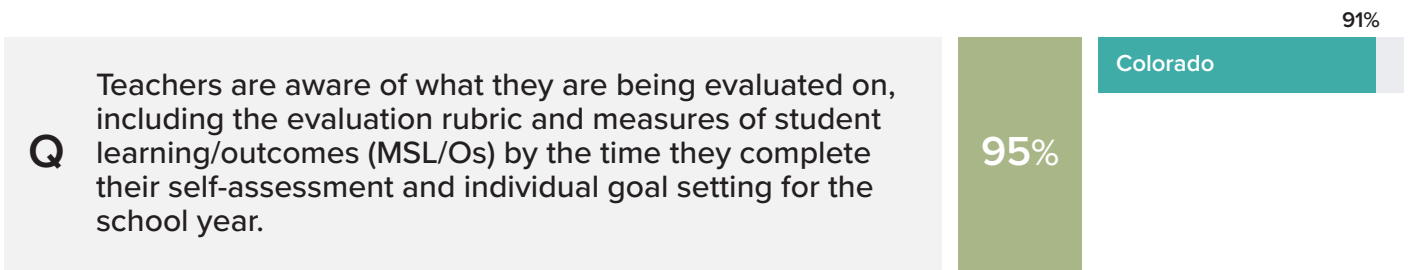 91%
Colorado
Q
Teachers are aware of what they are being evaluated on,
including the evaluation rubric and measures of student
learning/outcomes (MSL/Os) by the time they complete
their self-assessment and individual goal setting for the
school year.
95%